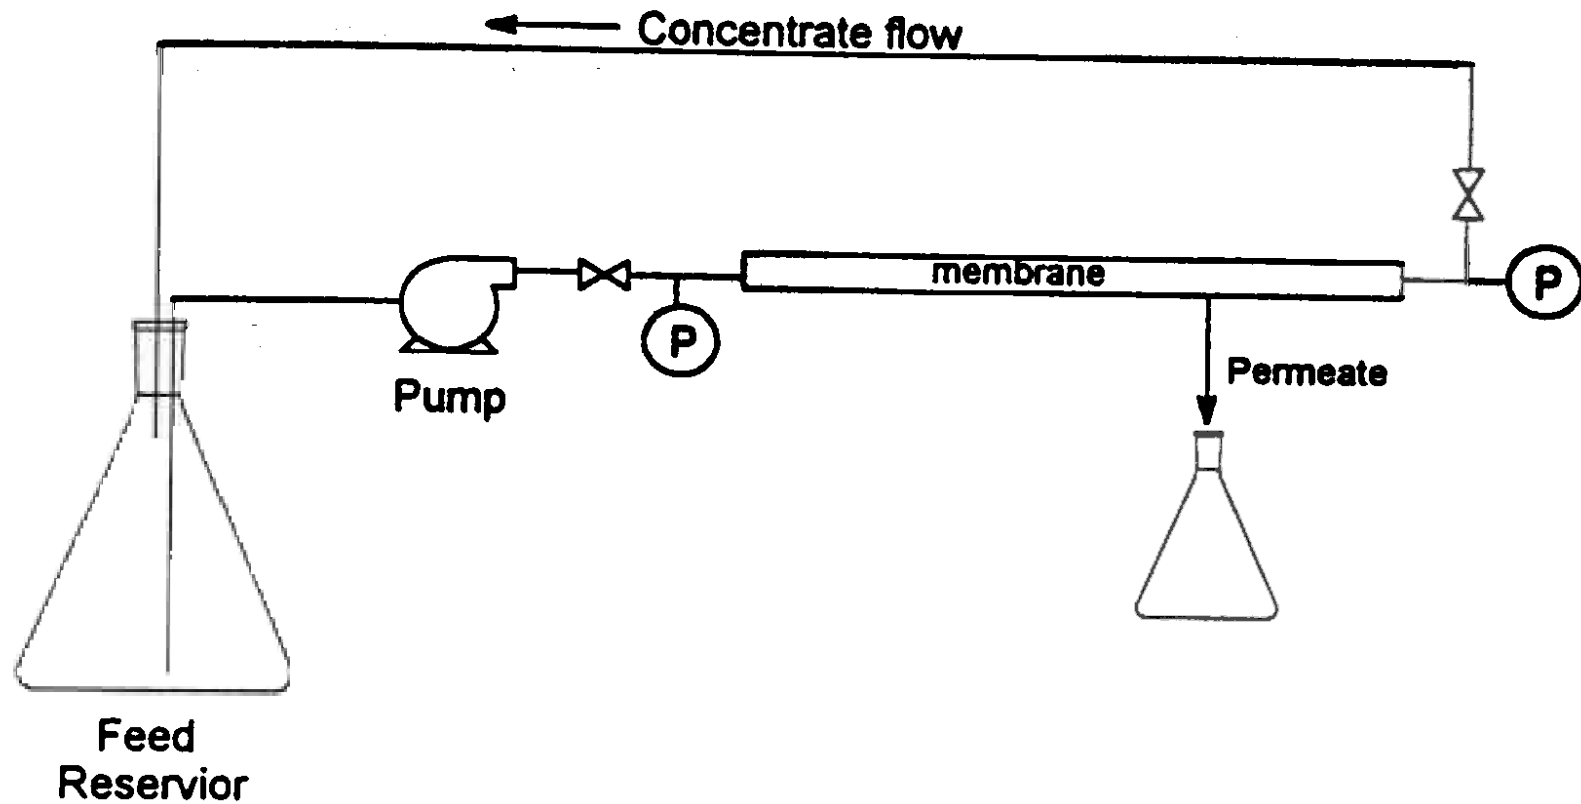 Concentrate flow
membrane
P
P
Permeate
Pump
Feed
Reservior